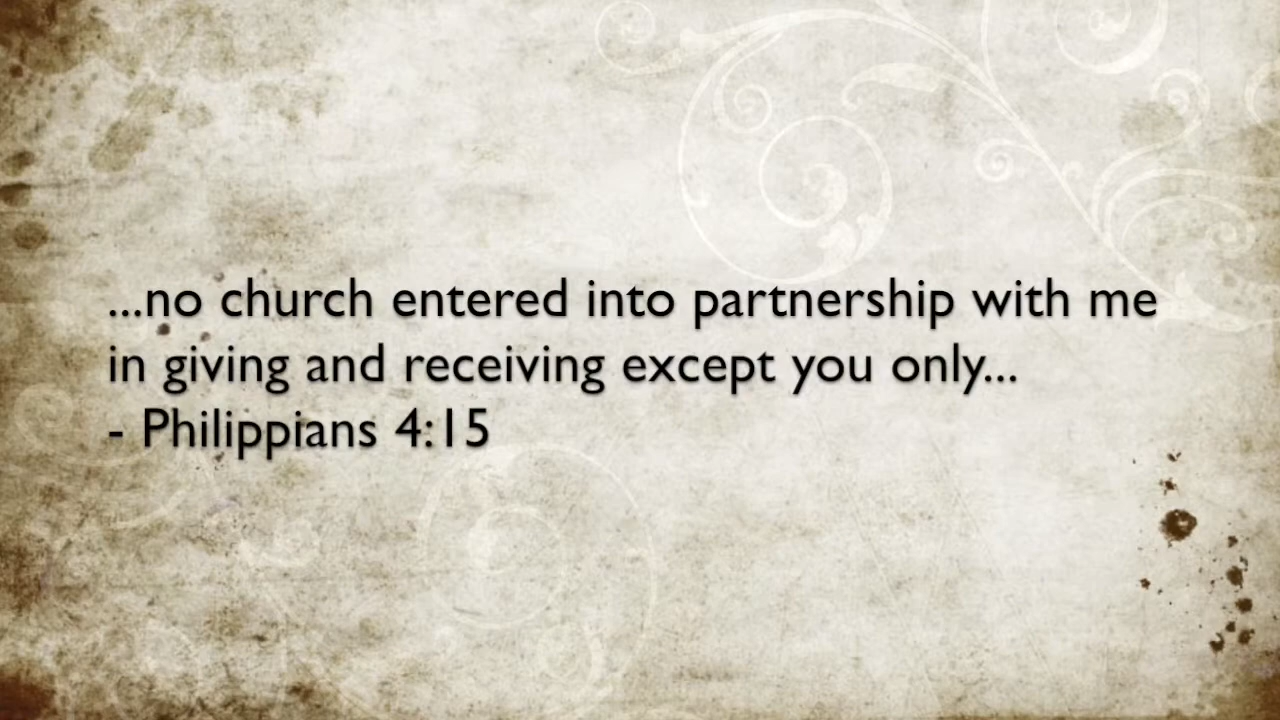 ...no church entered into partnership with me
in giving and receiving except you only...
- Philippians 4:15